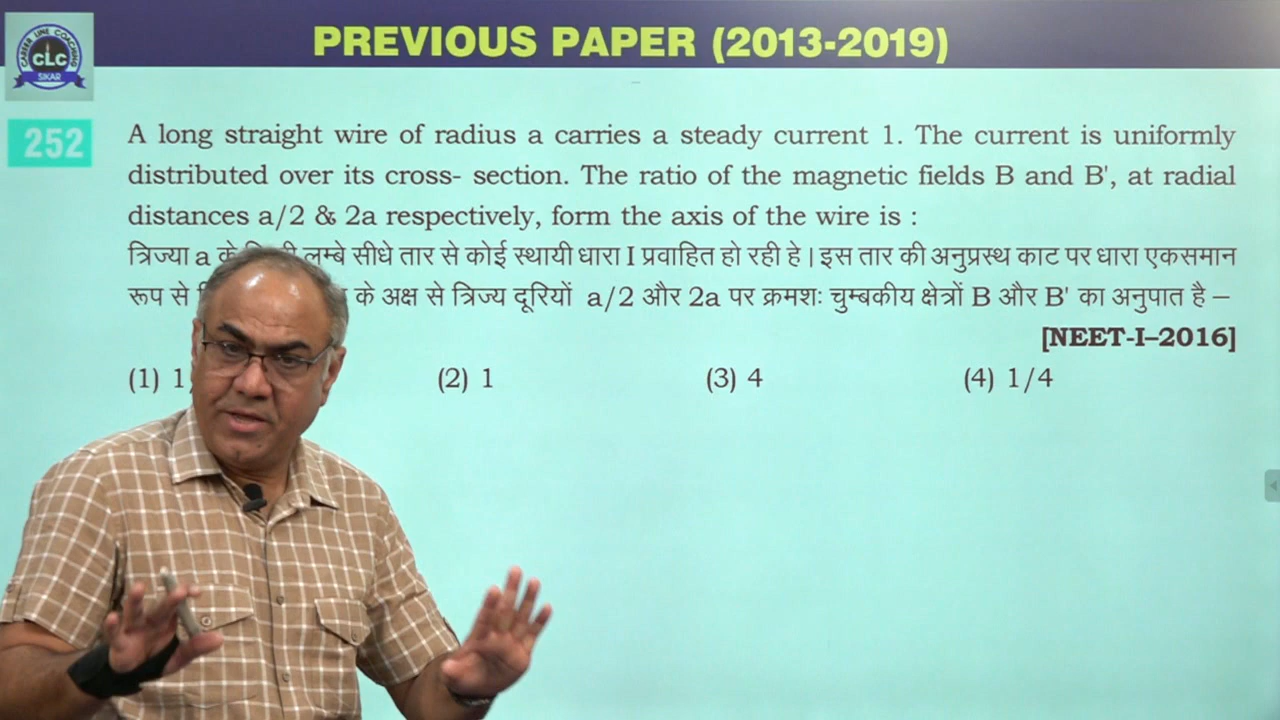 CAREER LINE COACHING
CLC
SIKAR
PREVIOUS PAPER (2013-2019)
252
A long straight wire of radius a carries a steady current 1. The current is uniformly
distributed over its cross- section. The ratio of the magnetic fields B and B', at radial
distances a/2 & 2a respectively, form the axis of the wire is :
त्रिज्या a के लम्बे सीधे तार से कोई स्थायी धारा I प्रवाहित हो रही हे। इस तार की अनुप्रस्थ काट पर धारा एकसमान
रूप से के अक्ष से त्रिज्य दूरियों a/2 और 2a पर क्रमशः चुम्बकीय क्षेत्रों B और B' का अनुपात है –
[NEET-I–2016]
(1) (2) 1 (3) 4 (4) 1/4